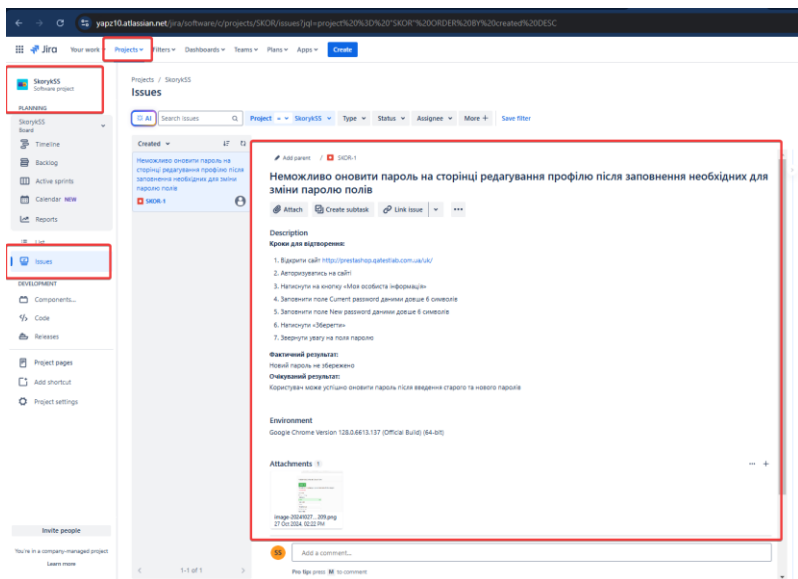 yapz10.atlassian.net/jira/software/c/projects/SKOR/issues?jql=project%20%3D%20"SKOR"%20ORDER%20BY%20created%20DESC
Jira Your work Projects Filters Dashboards Teams Plans Apps Create
SkorykSS
Software project
PLANNING
SkorykSS
Board
Timeline
Backlog
Active sprints
Calendar NEW
Reports
List
Issues
DEVELOPMENT
Components...
Code
Releases
Project pages
Add shortcut
Project settings
Invite people
You're in a company-managed project
Learn more
Projects / SkorykSS
Issues
AI Search issues Project = SkorykSS Type Status Assignee More + Save filter
Created
Неможливо оновити пароль на
сторінці редагування профілю після
заповнення необхідних для зміни
паролю полів
SKOR-1
1-1 of 1
Add parent / SKOR-1
Неможливо оновити пароль на сторінці редагування профілю після заповнення необхідних для
зміни паролю полів
Attach Create subtask Link issue
Description
Кроки для відтворення:
1. Відкрити сайт http://prestashop.qatestlab.com.ua/uk/
2. Авторизуватись на сайті
3. Натиснути на кнопку «Моя особиста інформація»
4. Заповнити поле Current password даними довше 6 символів
5. Заповнити поле New password даними довше 6 символів
6. Натиснути «Зберегти»
7. Звернути увагу на поля паролю
Фактичний результат:
Новий пароль не збережено
Очікуваний результат:
Користувач може успішно оновити пароль після введення старого та нового паролів
Environment
Google Chrome Version 128.0.6613.137 (Official Build) (64-bit)
Attachments 1
image-20241027...209.png
27 Oct 2024, 02:22 PM
SS Add a comment...
Pro tip: press M to comment